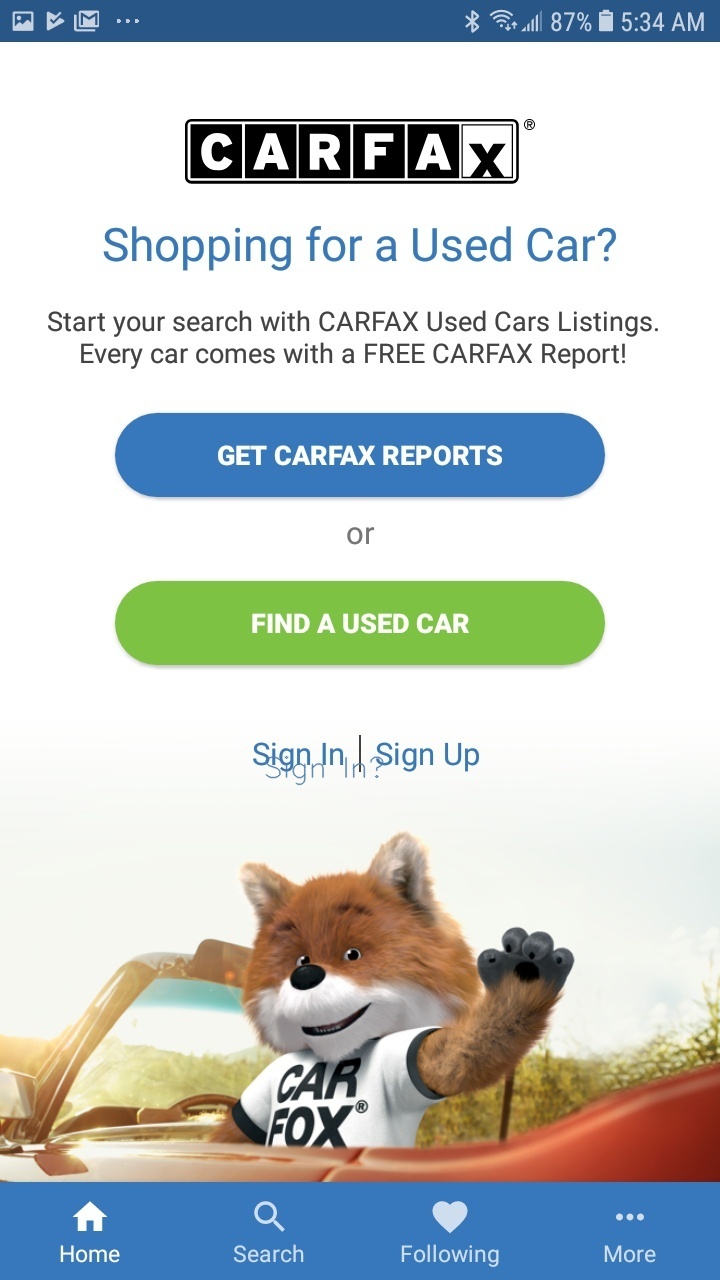 87% 5:34 AM
CARFAX®
Shopping for a Used Car?
Start your search with CARFAX Used Cars Listings.
Every car comes with a FREE CARFAX Report!
GET CARFAX REPORTS
or
FIND A USED CAR
Sign In | Sign Up
Sign In?
CAR
FOX®
Home Search Following More